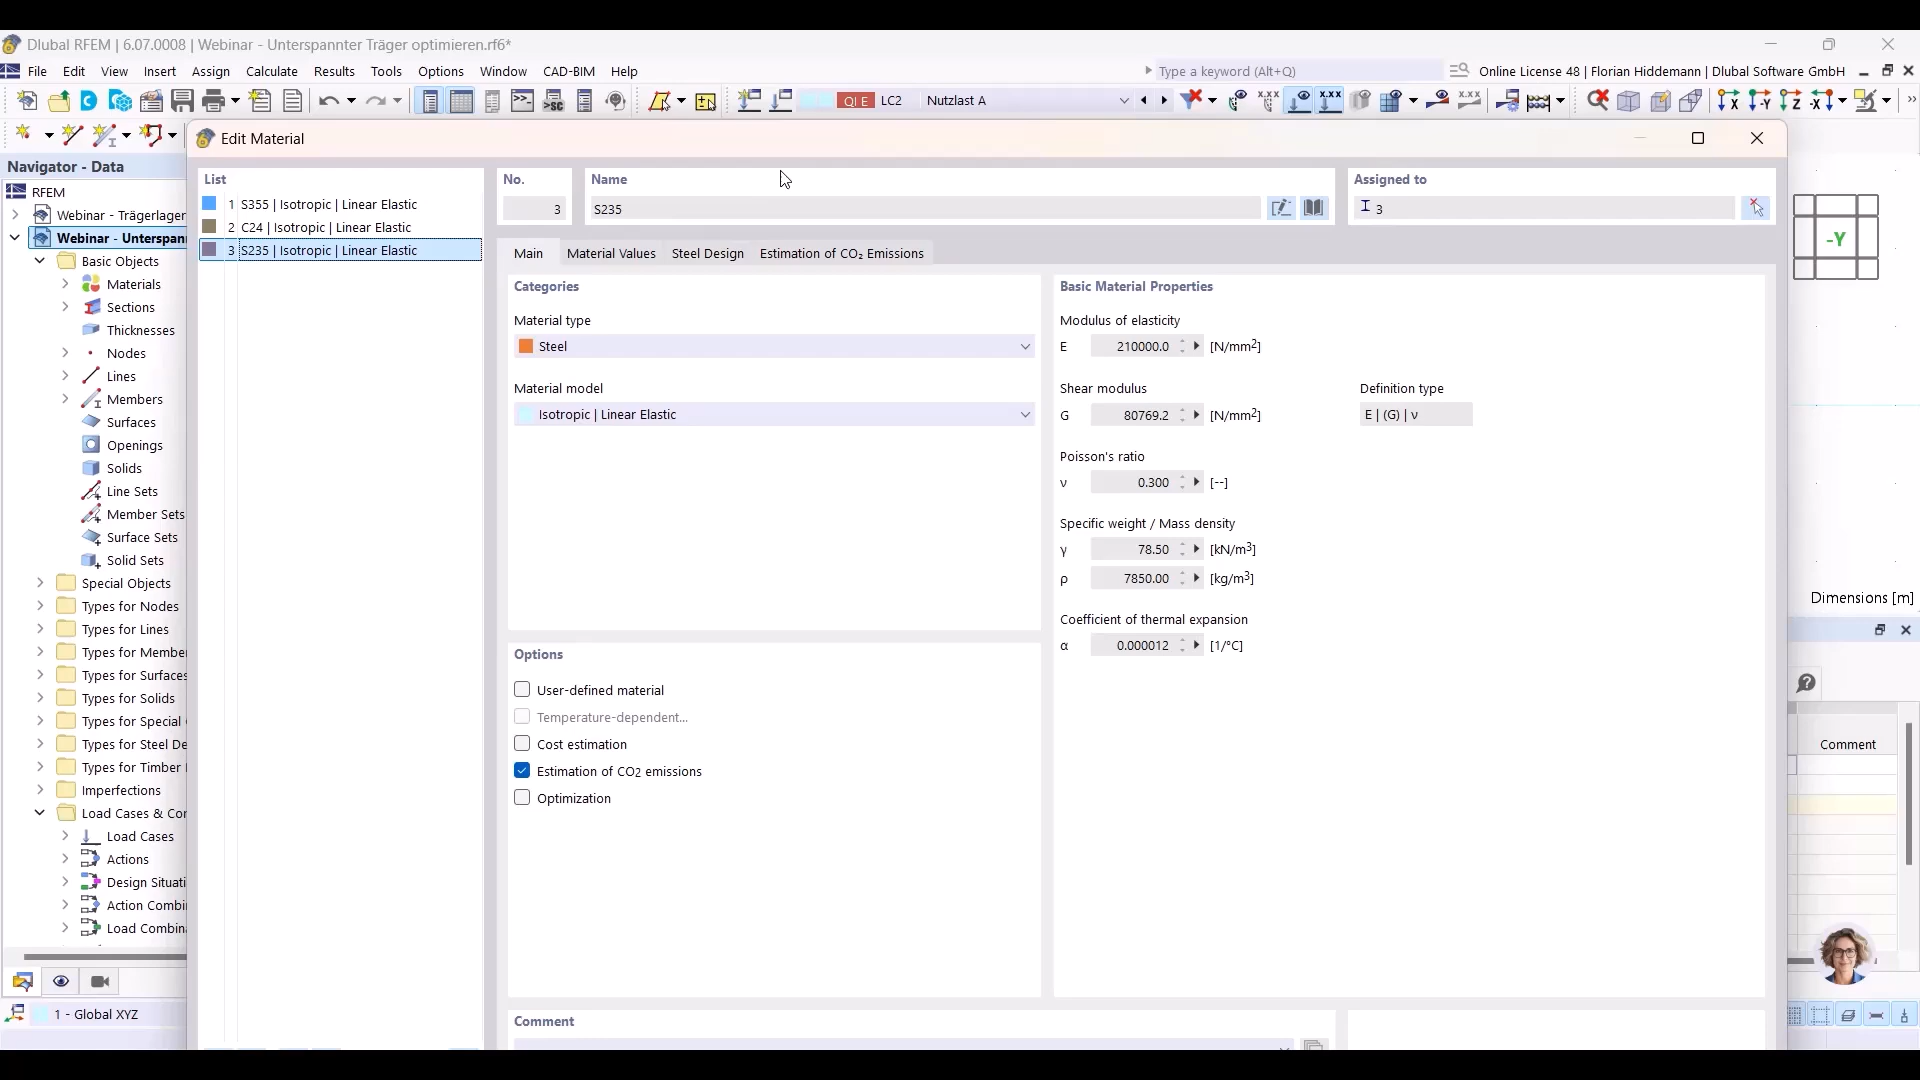 Dlubal RFEM | 6.07.0008 | Webinar - Unterspannter Träger optimieren.rf6*
File Edit View Insert Assign Calculate Results Tools Options Window CAD-BIM Help
Type a keyword (Alt+Q)
Online License 48 | Florian Hiddemann | Dlubal Software GmbH
QI E LC2 Nutzlast A
Navigator - Data
RFEM
Webinar - Trägerlager
Webinar - Unterspann
Basic Objects
Materials
Sections
Thicknesses
Nodes
Lines
Members
Surfaces
Openings
Solids
Line Sets
Member Sets
Surface Sets
Solid Sets
Special Objects
Types for Nodes
Types for Lines
Types for Membe
Types for Surfaces
Types for Solids
Types for Special
Types for Steel De
Types for Timber
Imperfections
Load Cases & Cor
Load Cases
Actions
Design Situati
Action Combi
Load Combina
1 - Global XYZ
Edit Material
List
1 S355 | Isotropic | Linear Elastic
2 C24 | Isotropic | Linear Elastic
3 S235 | Isotropic | Linear Elastic
No.
3
Name
S235
Assigned to
3
Main Material Values Steel Design Estimation of CO₂ Emissions
Categories
Material type
Steel
Material model
Isotropic | Linear Elastic
Options
User-defined material
Temperature-dependent...
Cost estimation
Estimation of CO2 emissions
Optimization
Comment
Basic Material Properties
Modulus of elasticity
E 210000.0 [N/mm2]
Shear modulus Definition type
G 80769.2 [N/mm2] E | (G) | ν
Poisson's ratio
ν 0.300 [--]
Specific weight / Mass density
γ 78.50 [kN/m3]
ρ 7850.00 [kg/m3]
Coefficient of thermal expansion
α 0.000012 [1/°C]
-Y
Dimensions [m]
Comment